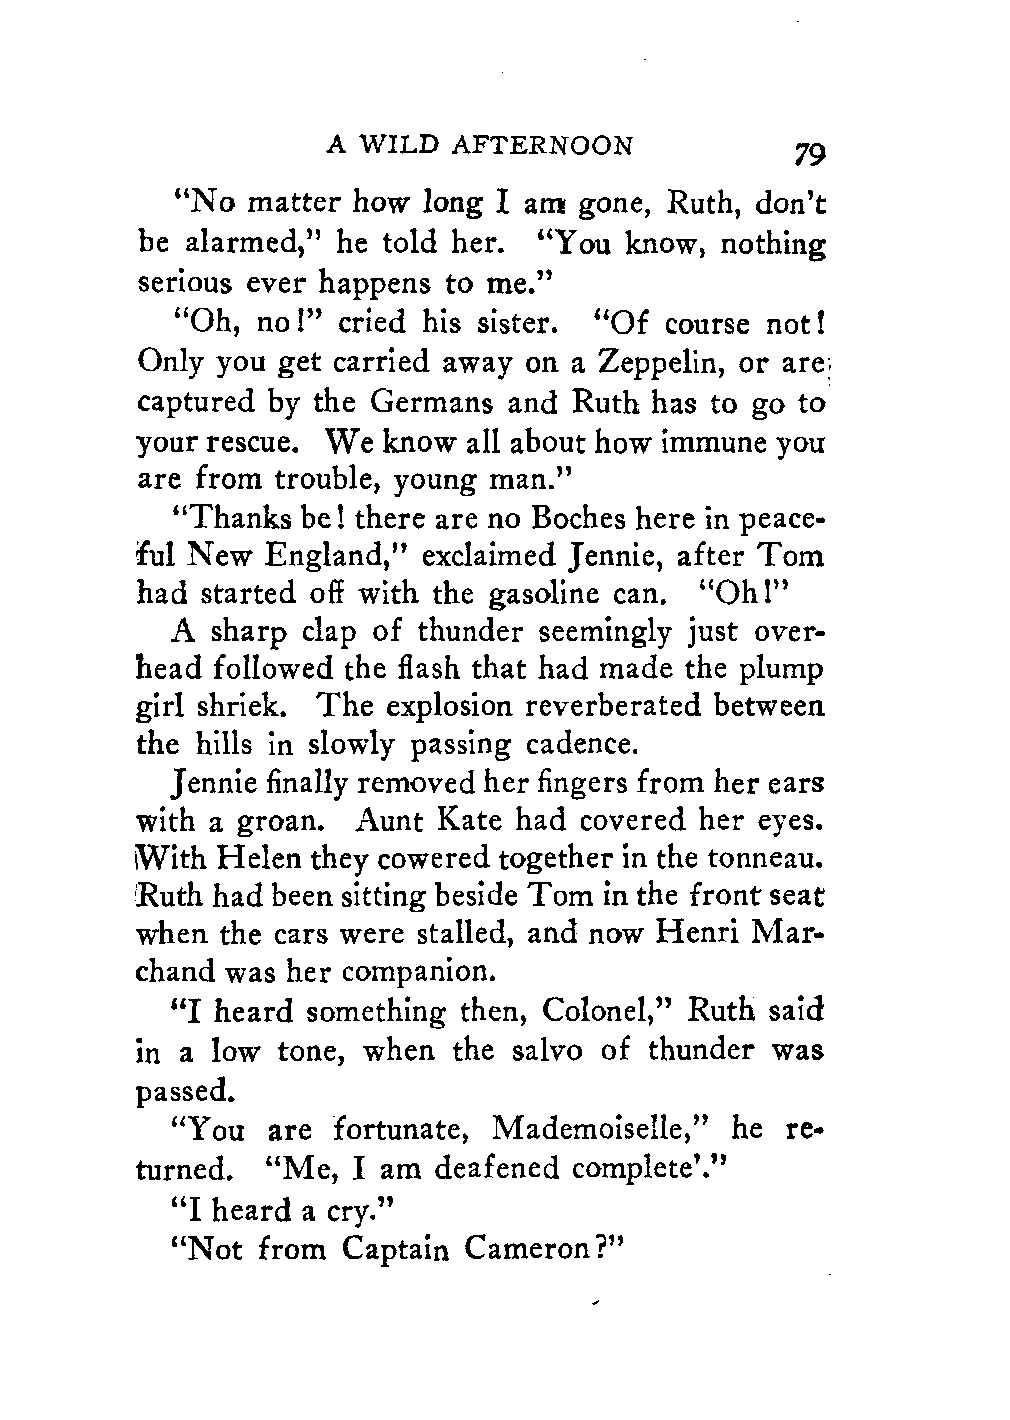 A WILD AFTERNOON 79
“No matter how long I am gone, Ruth, don’t
be alarmed,” he told her. “You know, nothing
serious ever happens to me.”
“Oh, no!” cried his sister. “Of course not!
Only you get carried away on a Zeppelin, or are
captured by the Germans and Ruth has to go to
your rescue. We know all about how immune you
are from trouble, young man.”
“Thanks be! there are no Boches here in peace-
ful New England,” exclaimed Jennie, after Tom
had started off with the gasoline can. “Oh!”
A sharp clap of thunder seemingly just over-
head followed the flash that had made the plump
girl shriek. The explosion reverberated between
the hills in slowly passing cadence.
Jennie finally removed her fingers from her ears
with a groan. Aunt Kate had covered her eyes.
With Helen they cowered together in the tonneau.
Ruth had been sitting beside Tom in the front seat
when the cars were stalled, and now Henri Mar-
chand was her companion.
“I heard something then, Colonel,” Ruth said
in a low tone, when the salvo of thunder was
passed.
“You are fortunate, Mademoiselle,” he re-
turned. “Me, I am deafened complete’.”
“I heard a cry.”
“Not from Captain Cameron?”